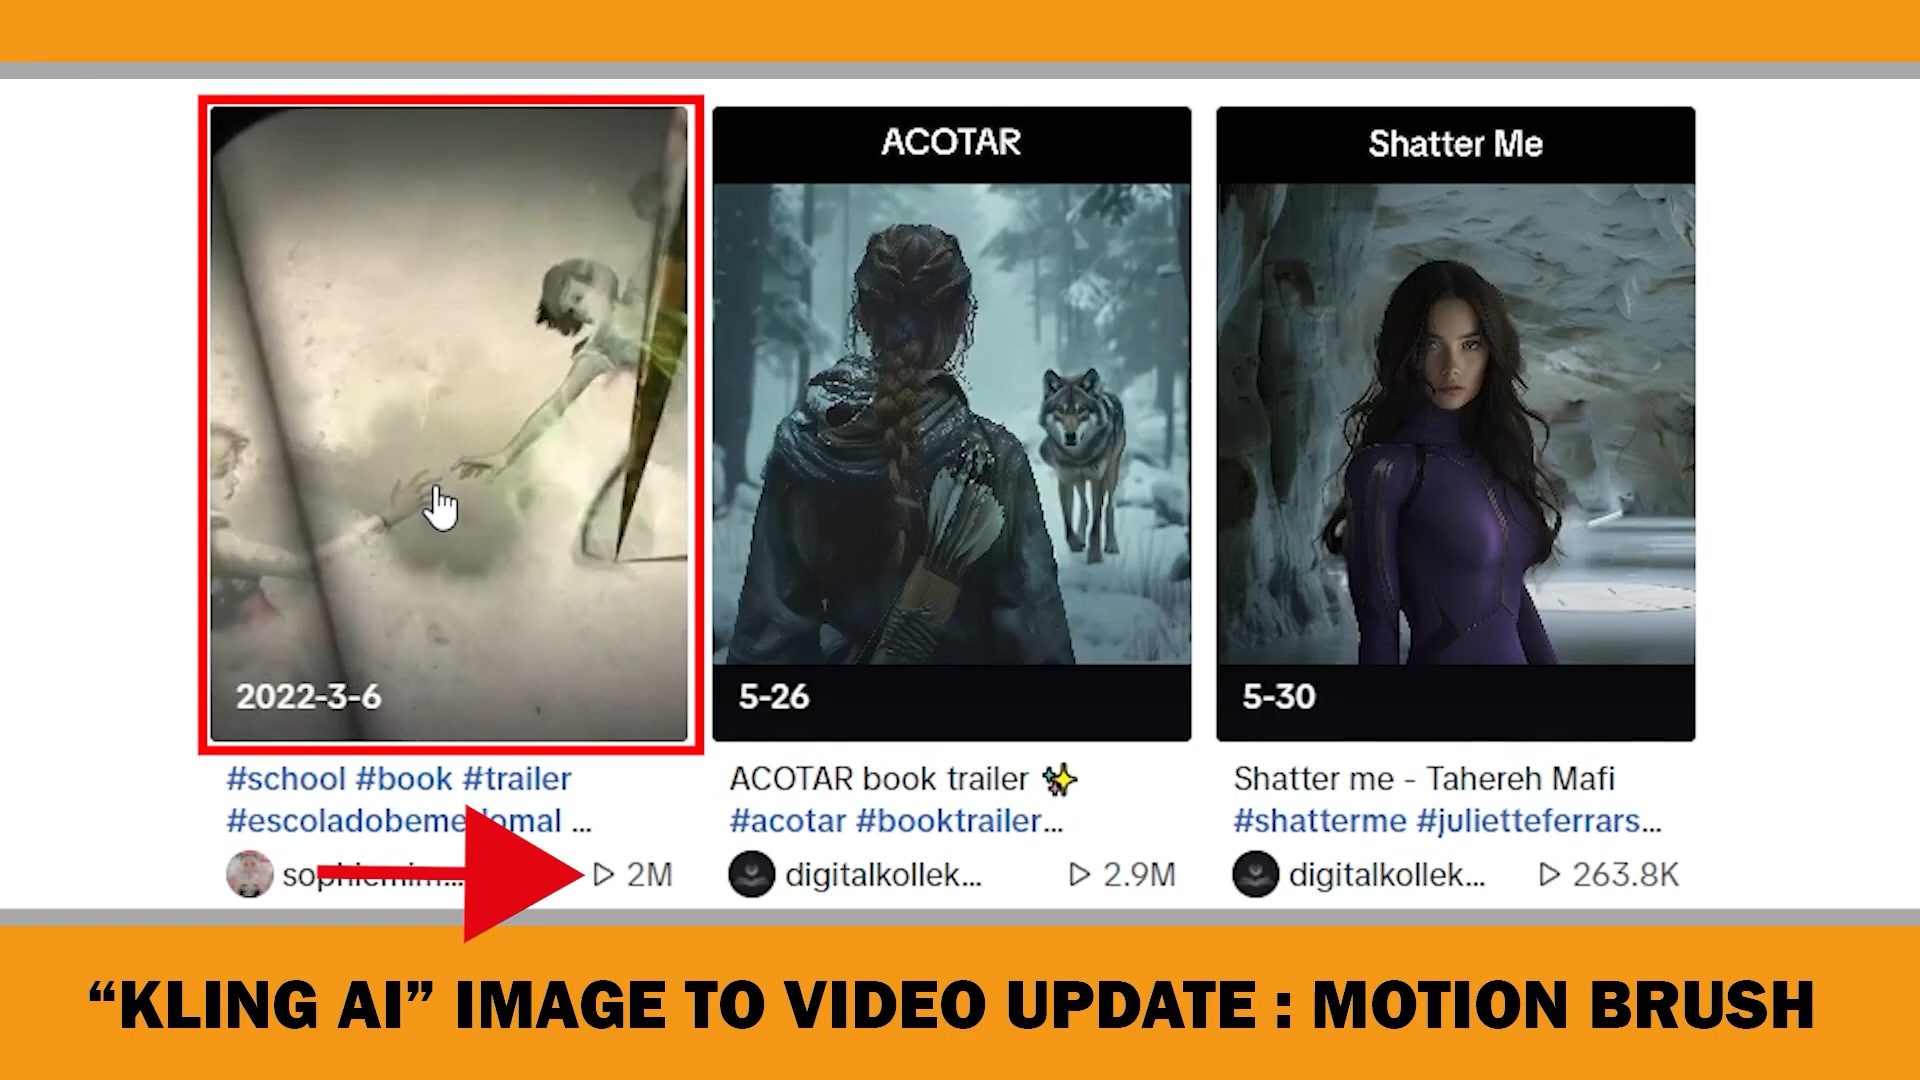 ACOTAR
Shatter Me
2022-3-6
5-26
5-30
#school #book #trailer
#escoladobeme omal ...
2M
ACOTAR book trailer ✨
#acotar #booktrailer...
digitalkollek...
2.9M
Shatter me - Tahereh Mafi
#shatterme #julietteferrars...
digitalkollek...
263.8K
“KLING AI” IMAGE TO VIDEO UPDATE : MOTION BRUSH